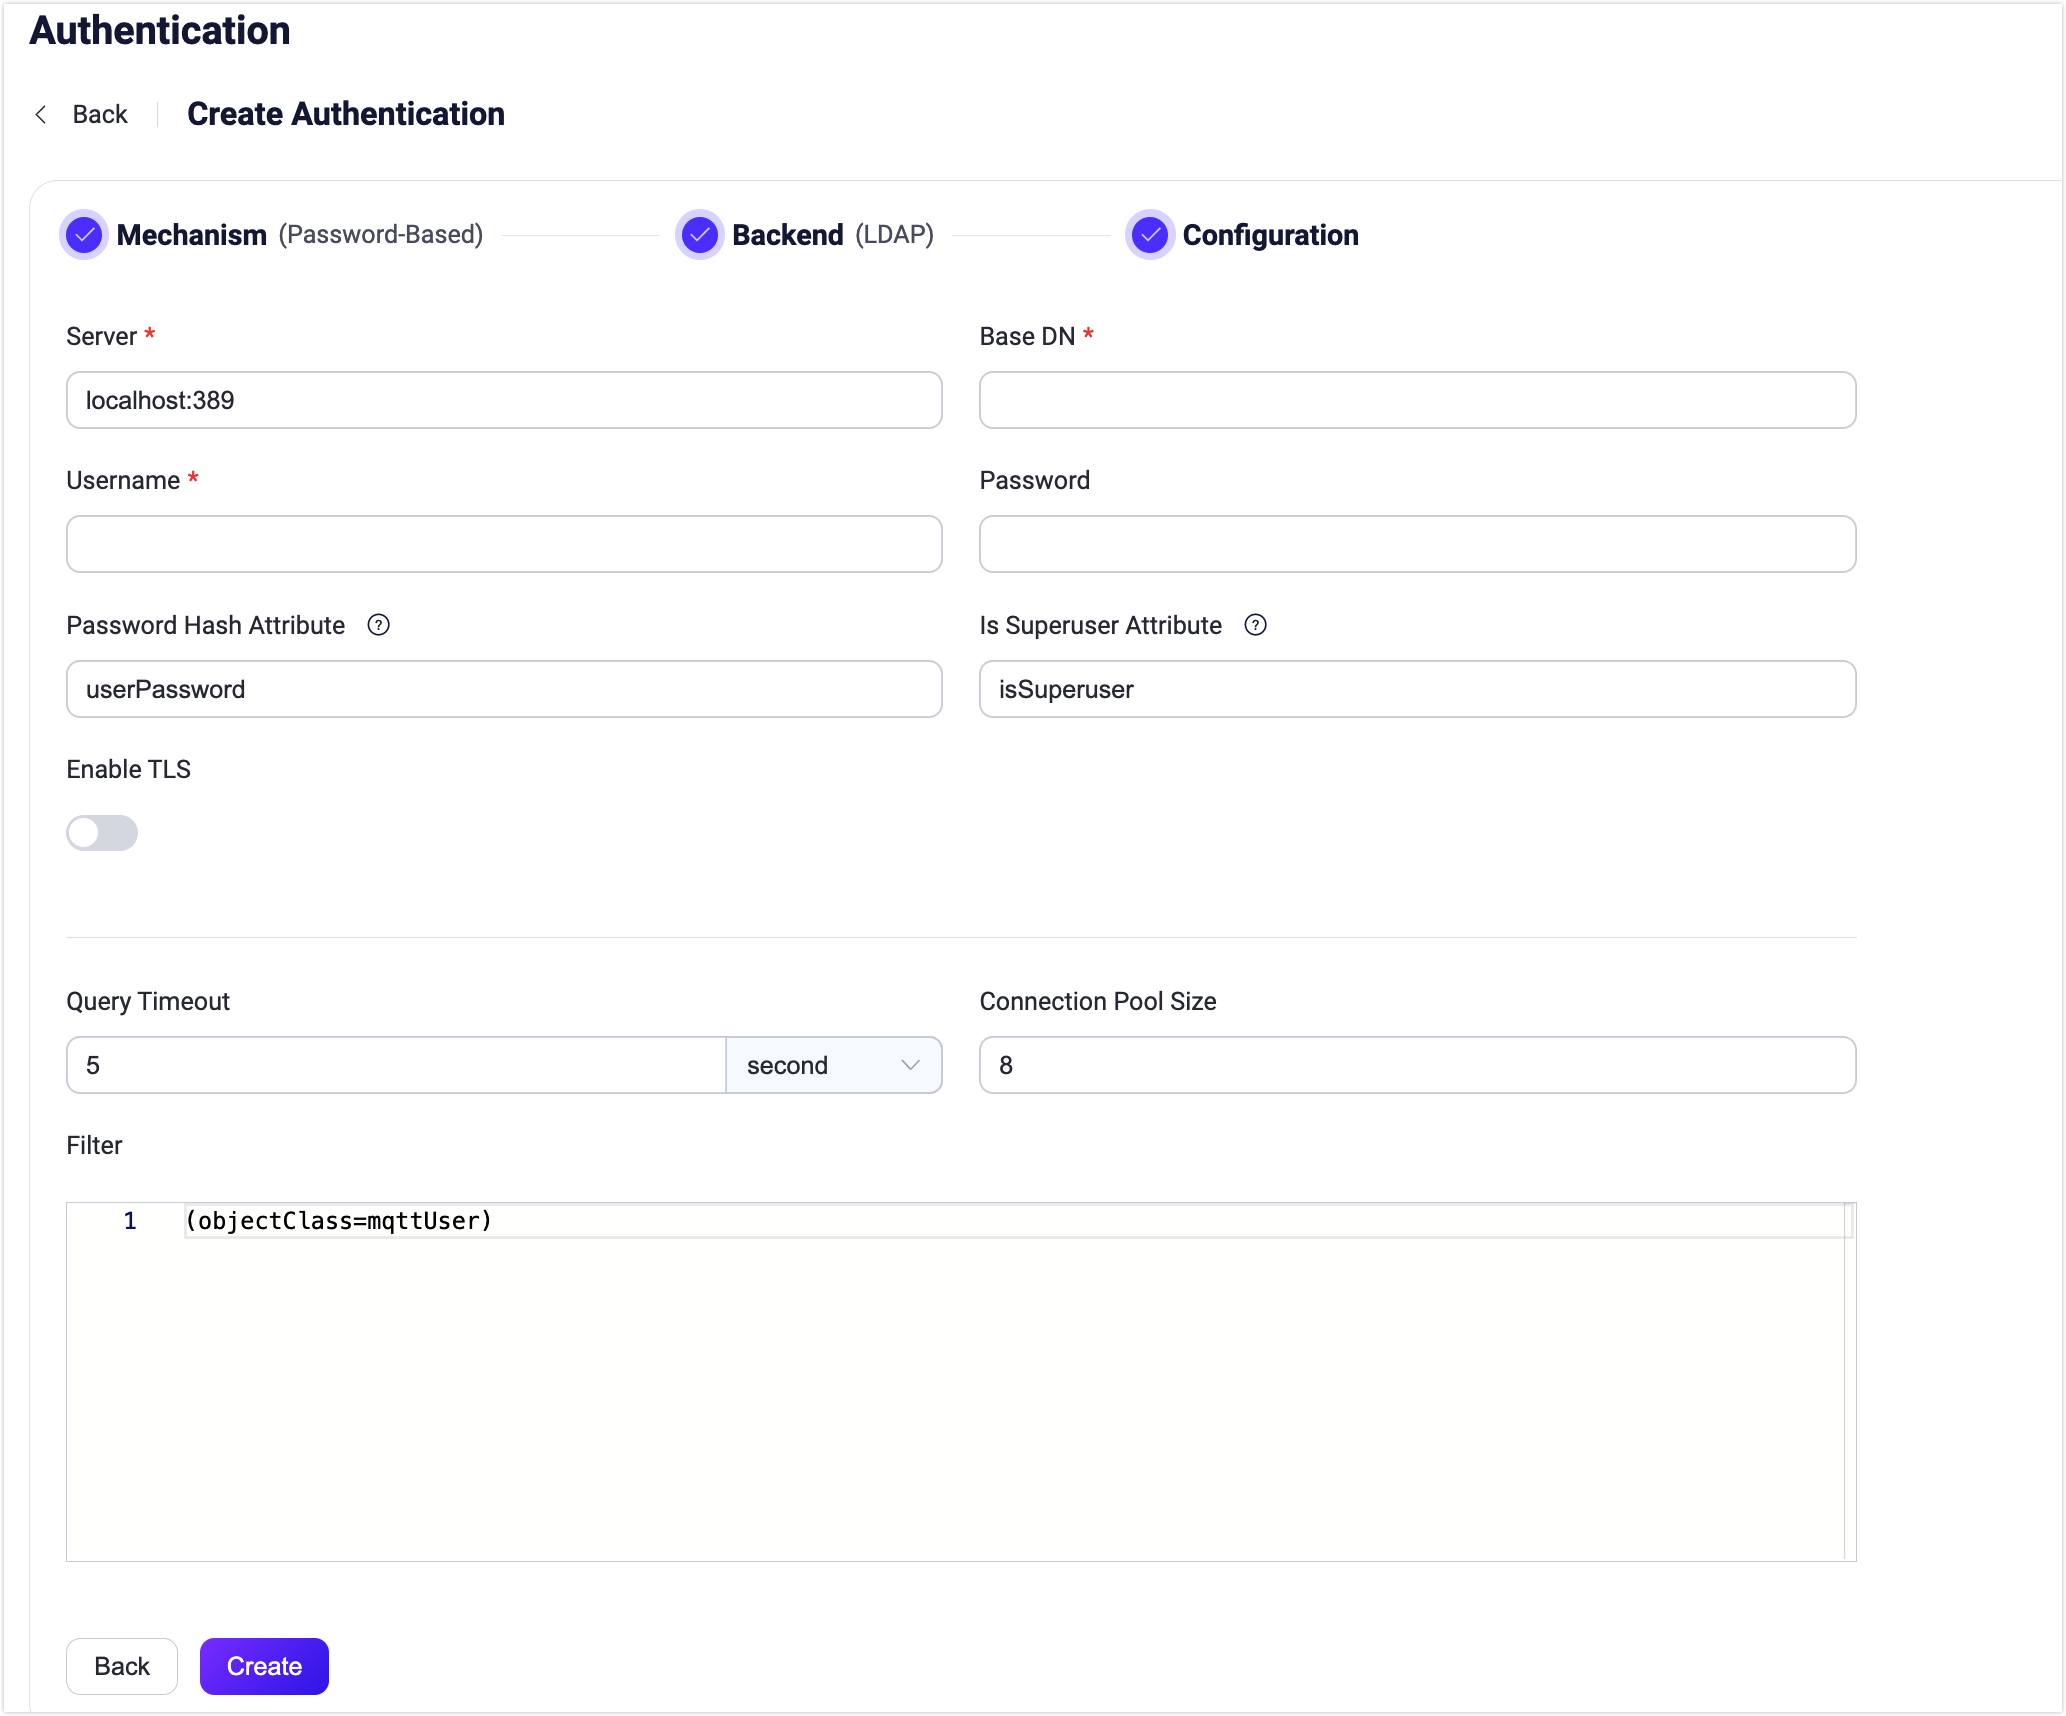 Authentication
Back
Create Authentication
Mechanism (Password-Based)
Backend (LDAP)
Configuration
Server *
Base DN *
localhost:389
Username *
Password
Password Hash Attribute ?
Is Superuser Attribute ?
userPassword
isSuperuser
Enable TLS
Query Timeout
Connection Pool Size
5
second
8
Filter
1 (objectClass=mqttUser)
Back
Create